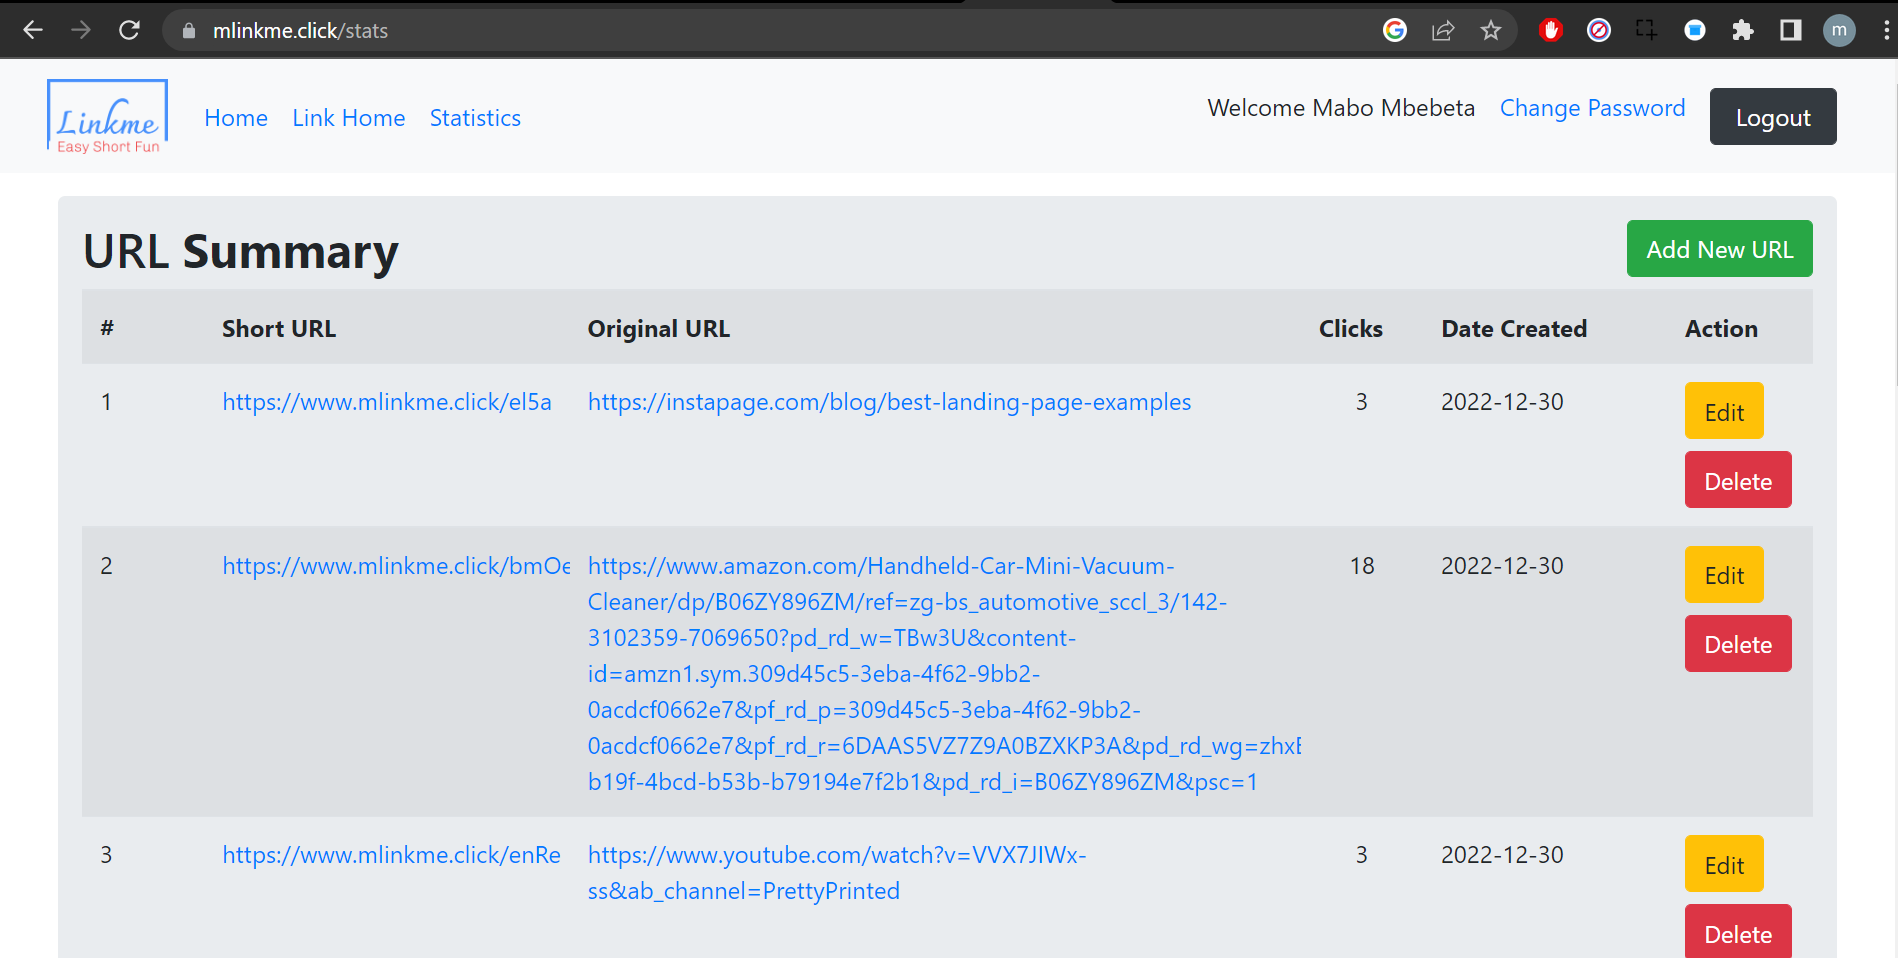 mlinkme.click/stats
m
Linkme
Easy Short Fun
Home Link Home Statistics
Welcome Mabo Mbebeta Change Password Logout
URL Summary
Add New URL
# Short URL Original URL Clicks Date Created Action
1 https://www.mlinkme.click/el5a https://instapage.com/blog/best-landing-page-examples 3 2022-12-30 Edit
Delete
2 https://www.mlinkme.click/bmOe https://www.amazon.com/Handheld-Car-Mini-Vacuum- 18 2022-12-30 Edit
Cleaner/dp/B06ZY896ZM/ref=zg-bs_automotive_sccl_3/142-
3102359-7069650?pd_rd_w=TBw3U&content-
Delete
id=amzn1.sym.309d45c5-3eba-4f62-9bb2-
0acdcf0662e7&pf_rd_p=309d45c5-3eba-4f62-9bb2-
0acdcf0662e7&pf_rd_r=6DAAS5VZ7Z9A0BZXKP3A&pd_rd_wg=zhx
b19f-4bcd-b53b-b79194e7f2b1&pd_rd_i=B06ZY896ZM&psc=1
3 https://www.mlinkme.click/enRe https://www.youtube.com/watch?v=VVX7JIWx- 3 2022-12-30 Edit
ss&ab_channel=PrettyPrinted
Delete